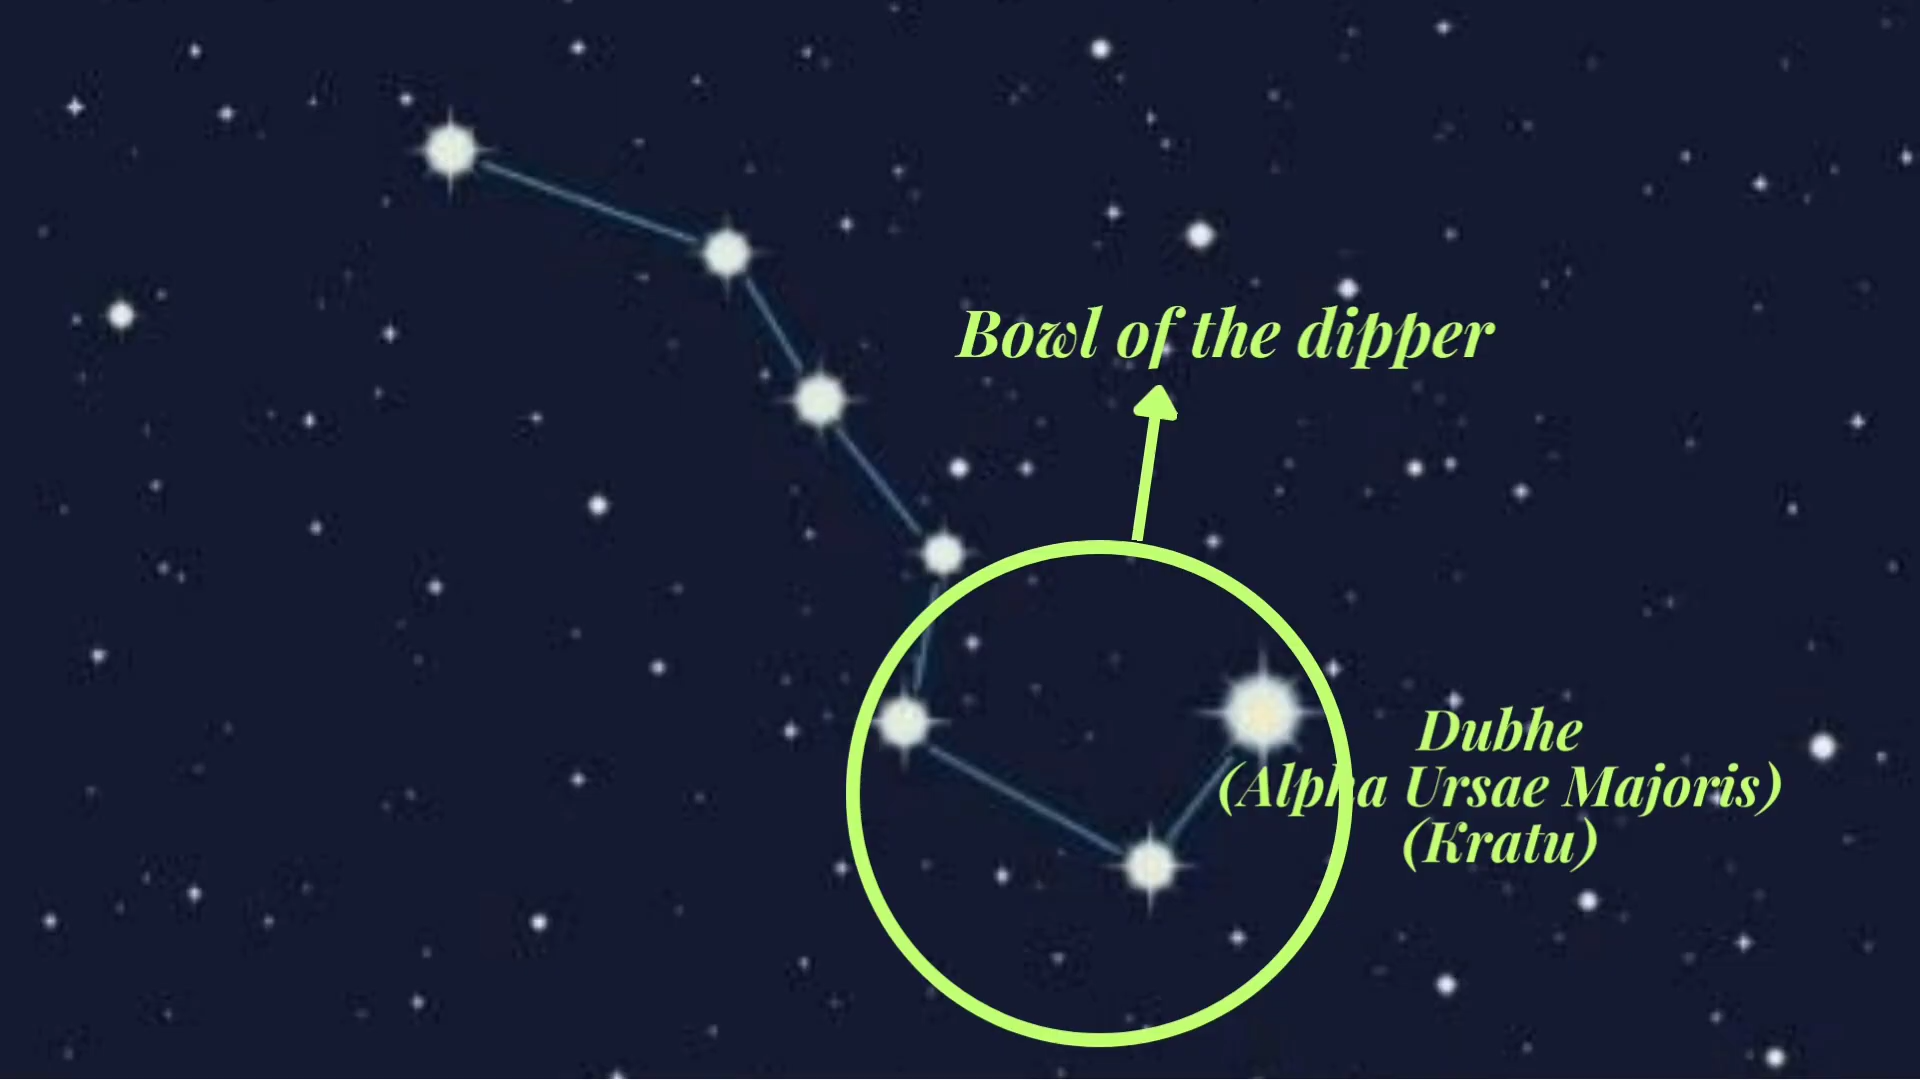 Bowl of the dipper
Dubhe
(Alpha Ursae Majoris)
(Kratu)